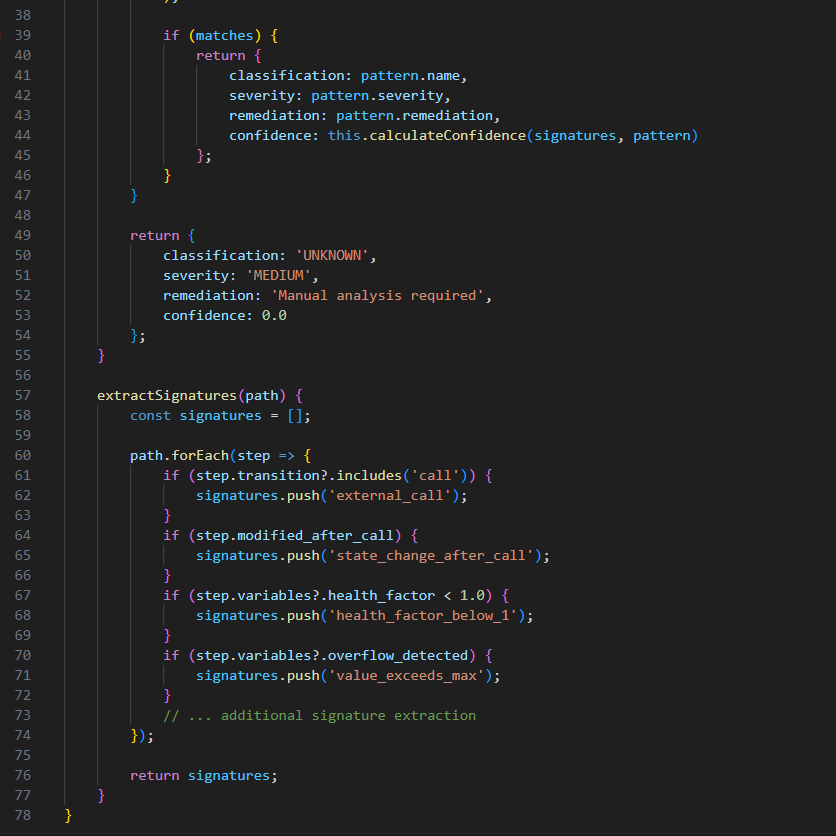 38
39 if (matches) {
40 return {
41 classification: pattern.name,
42 severity: pattern.severity,
43 remediation: pattern.remediation,
44 confidence: this.calculateConfidence(signatures, pattern)
45 };
46 }
47 }
48
49 return {
50 classification: 'UNKNOWN',
51 severity: 'MEDIUM',
52 remediation: 'Manual analysis required',
53 confidence: 0.0
54 };
55 }
56
57 extractSignatures(path) {
58 const signatures = [];
59
60 path.forEach(step => {
61 if (step.transition?.includes('call')) {
62 signatures.push('external_call');
63 }
64 if (step.modified_after_call) {
65 signatures.push('state_change_after_call');
66 }
67 if (step.variables?.health_factor < 1.0) {
68 signatures.push('health_factor_below_1');
69 }
70 if (step.variables?.overflow_detected) {
71 signatures.push('value_exceeds_max');
72 }
73 // ... additional signature extraction
74 });
75
76 return signatures;
77 }
78 }